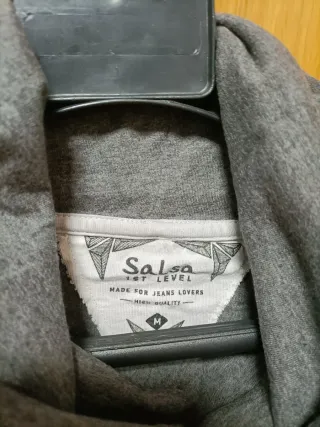 Salsa
1ST LEVEL
MADE FOR JEANS LOVERS
HIGH QUALITY
M